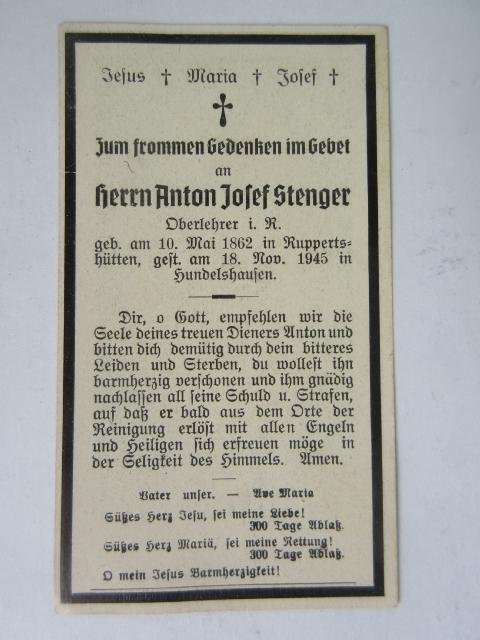 Jesus † Maria † Josef †
†
Zum frommen Gedenken im Gebet
an
Herrn Anton Josef Stenger
Oberlehrer i. R.
geb. am 10. Mai 1862 in Rupperts-
hütten, gest. am 18. Nov. 1945 in
Hundelshausen.
Dir, o Gott, empfehlen wir die
Seele deines treuen Dieners Anton und
bitten dich demütig durch dein bitteres
Leiden und Sterben, du wollest ihn
barmherzig verschonen und ihm gnädig
nachlassen all seine Schuld u. Strafen,
auf daß er bald aus dem Orte der
Reinigung erlöst mit allen Engeln
und Heiligen sich erfreuen möge in
der Seligkeit des Himmels. Amen.
Vater unser. — Ave Maria
Süßes Herz Jesu, sei meine Liebe!
300 Tage Ablaß.
Süßes Herz Mariä, sei meine Rettung!
300 Tage Ablaß.
O mein Jesus Barmherzigkeit!